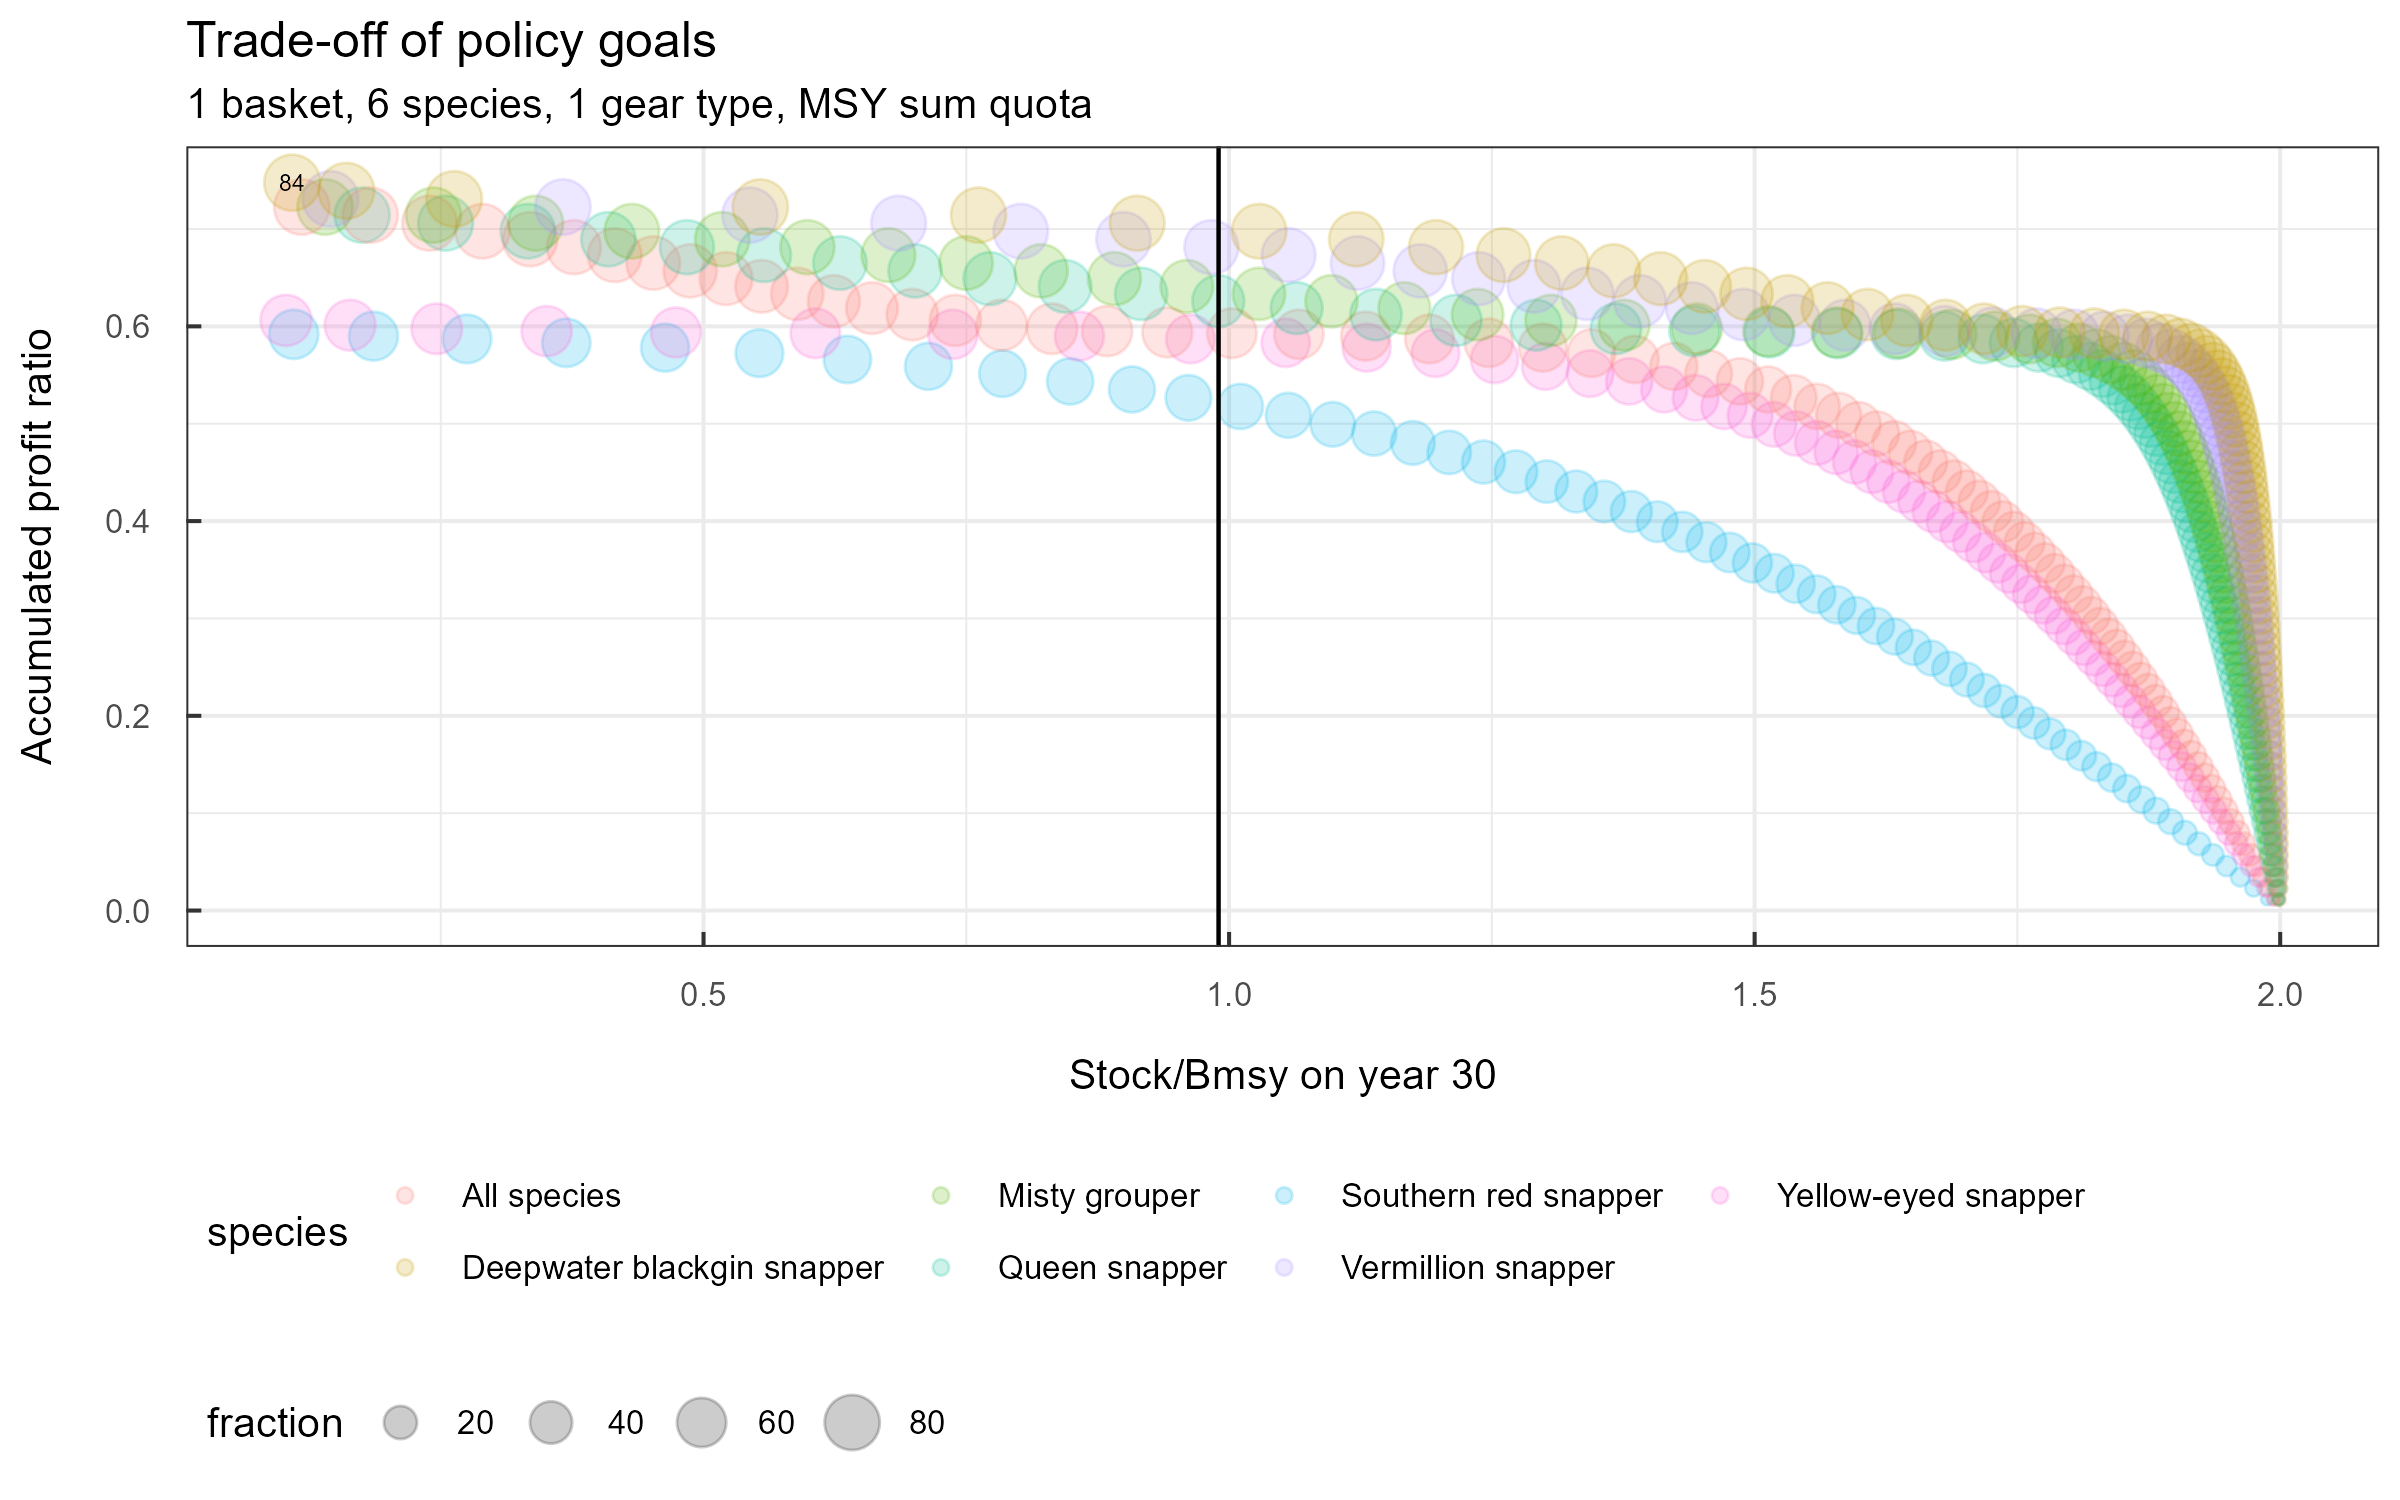 Trade-off of policy goals
1 basket, 6 species, 1 gear type, MSY sum quota
84
Accumulated profit ratio
0.6
0.4
0.2
0.0
0.5 1.0 1.5 2.0
Stock/Bmsy on year 30
species
All species Misty grouper Southern red snapper Yellow-eyed snapper
Deepwater blackgin snapper Queen snapper Vermillion snapper
fraction 20 40 60 80